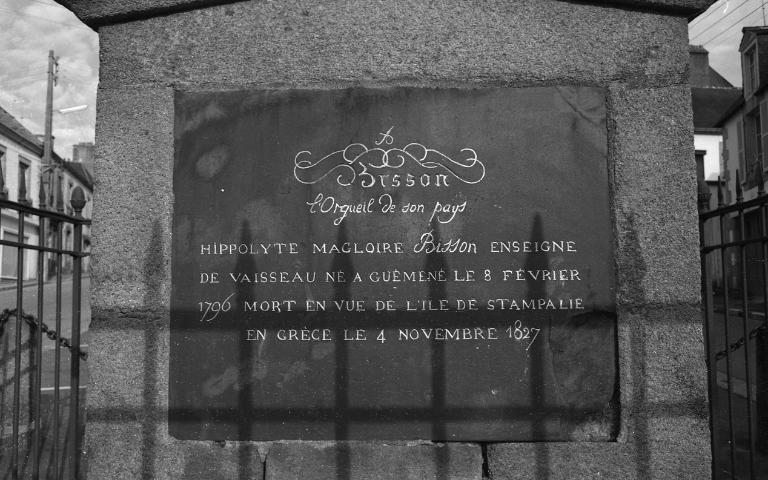 A
Bisson
l'Orgueil de son pays
HIPPOLYTE MAGLOIRE Bisson ENSEIGNE
DE VAISSEAU NÉ A GUÉMENÉ LE 8 FÉVRIER
1796 MORT EN VUE DE L'ILE DE STAMPALIE
EN GRÈCE LE 4 NOVEMBRE 1827